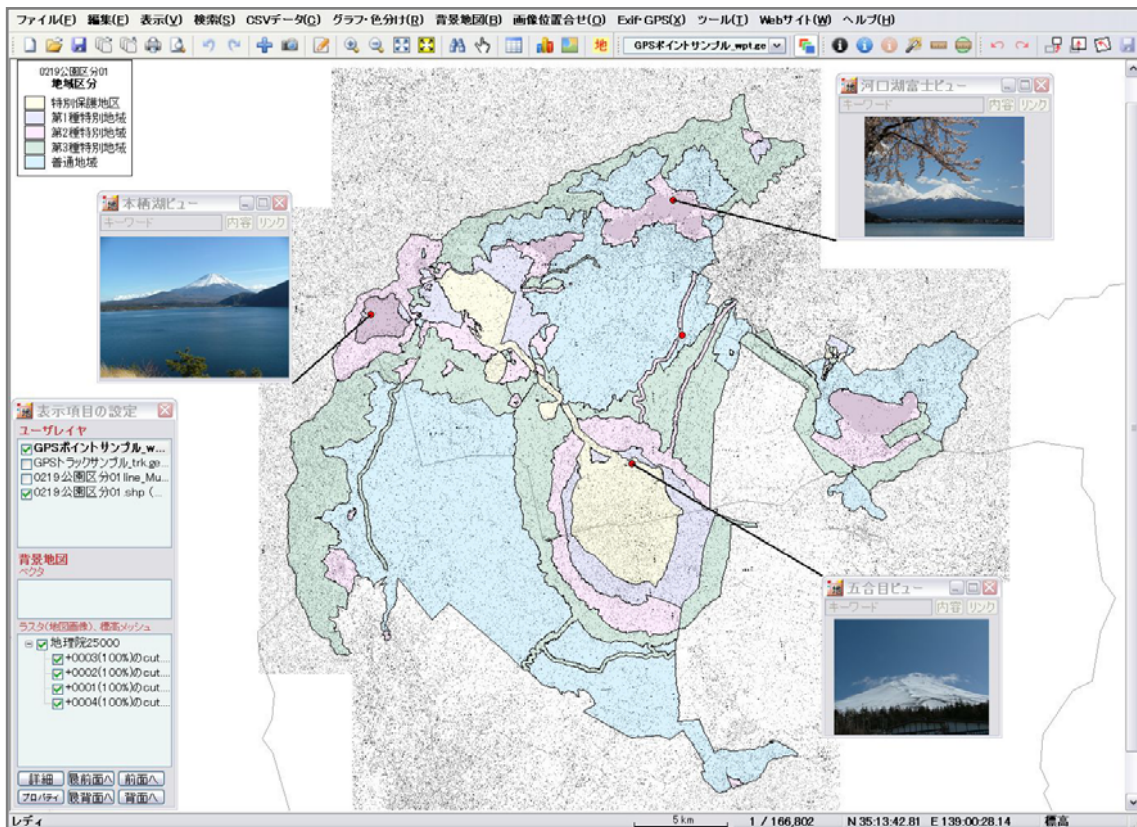 ファイル(F) 編集(E) 表示(V) 検索(S) CSVデータ(C) グラフ・色分け(R) 背景地図(B) 画像位置合せ(O) Exif・GPS(X) ツール(T) Webサイト(W) ヘルプ(H)
地 GPSポイントサンプル_wpt.ge
0219公園区分01
地域区分
特別保護地区
第1種特別地域
第2種特別地域
第3種特別地域
普通地域
河口湖富士ビュー
キーワード 内容 リンク
本栖湖ビュー
キーワード 内容 リンク
表示項目の設定
ユーザレイヤ
GPSポイントサンプル_w...
GPSトラックサンプル_trk.ge...
0219公園区分01line_Mu...
0219公園区分01.shp (...
背景地図
ベクタ
ラスタ(地図画像)、標高メッシュ
地理院25000
+0003(100%)のcut...
+0002(100%)のcut...
+0001(100%)のcut...
+0004(100%)のcut...
詳細 最前面へ 前面へ
プロパティ 最背面へ 背面へ
五合目ビュー
キーワード 内容 リンク
レディ 5km 1 / 166,802 N 35:13:42.81 E 139:00:28.14 標高